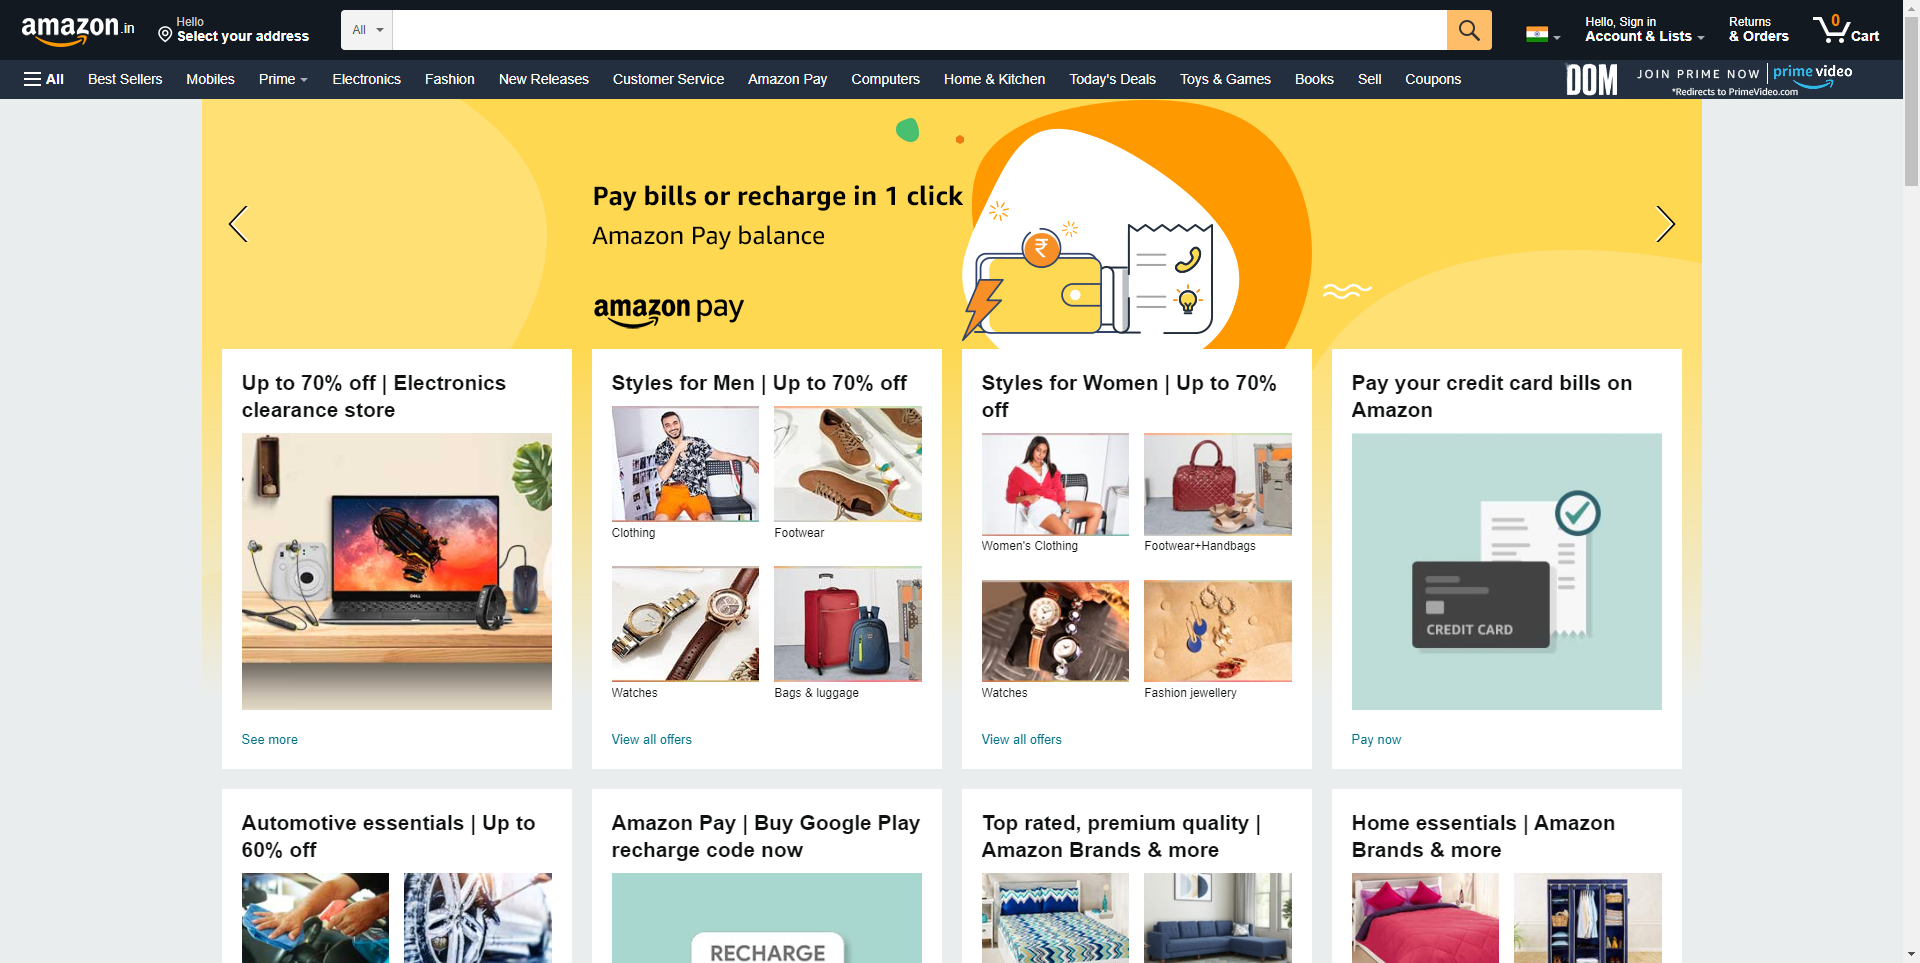 amazon.in
Hello
Select your address
All
Hello, Sign in
Account & Lists
Returns
& Orders
0
Cart
All
Best Sellers
Mobiles
Prime
Electronics
Fashion
New Releases
Customer Service
Amazon Pay
Computers
Home & Kitchen
Today's Deals
Toys & Games
Books
Sell
Coupons
DOM
JOIN PRIME NOW
prime video
*Redirects to PrimeVideo.com
Pay bills or recharge in 1 click
Amazon Pay balance
amazon pay
₹
Up to 70% off | Electronics
clearance store
DELL
See more
Styles for Men | Up to 70% off
Clothing
Footwear
Watches
Bags & luggage
View all offers
Styles for Women | Up to 70%
off
Women's Clothing
Footwear+Handbags
Watches
Fashion jewellery
View all offers
Pay your credit card bills on
Amazon
CREDIT CARD
Pay now
Automotive essentials | Up to
60% off
Amazon Pay | Buy Google Play
recharge code now
RECHARGE
Top rated, premium quality |
Amazon Brands & more
Home essentials | Amazon
Brands & more